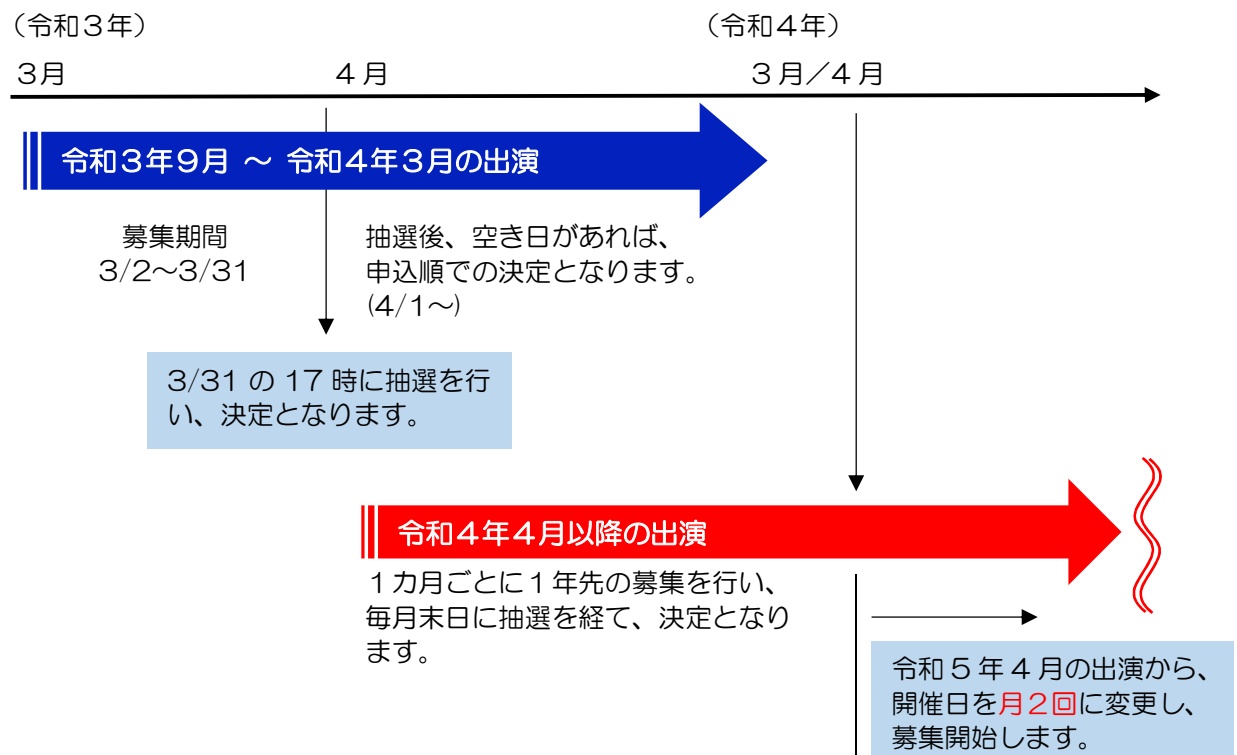 （令和３年）
（令和４年）
３月
４月
３月／４月
令和３年９月 ～ 令和４年３月の出演
募集期間
3/2～3/31
抽選後、空き日があれば、
申込順での決定となります。
(4/1～)
3/31 の 17 時に抽選を行
い、決定となります。
令和４年４月以降の出演
１カ月ごとに１年先の募集を行い、
毎月末日に抽選を経て、決定となり
ます。
令和５年４月の出演から、
開催日を月２回に変更し、
募集開始します。